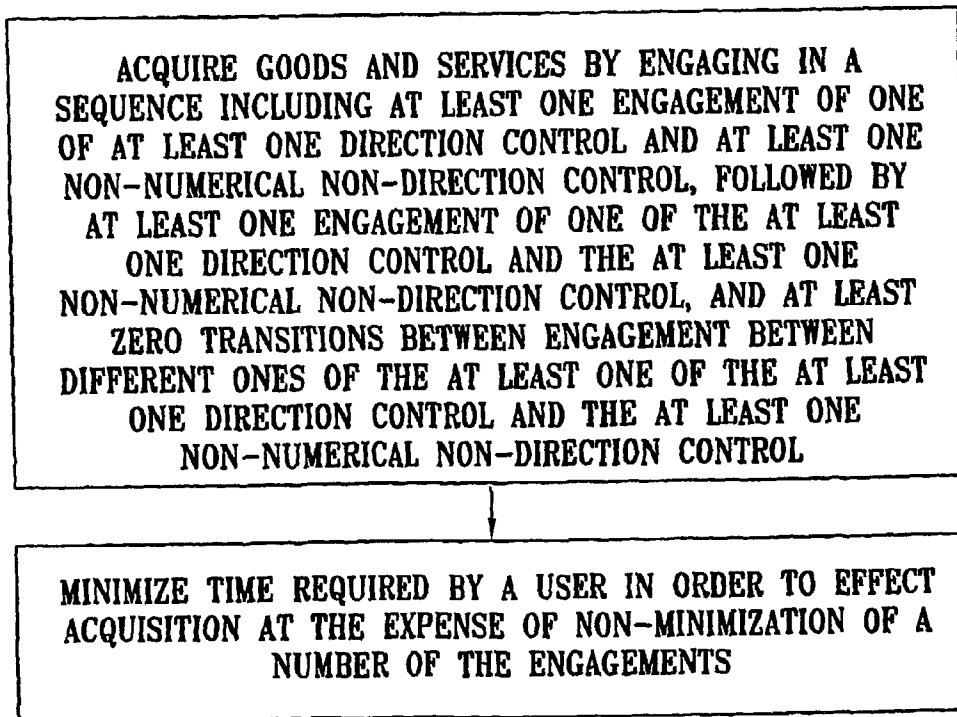 ACQUIRE GOODS AND SERVICES BY ENGAGING IN A
SEQUENCE INCLUDING AT LEAST ONE ENGAGEMENT OF ONE
OF AT LEAST ONE DIRECTION CONTROL AND AT LEAST ONE
NON-NUMERICAL NON-DIRECTION CONTROL, FOLLOWED BY
AT LEAST ONE ENGAGEMENT OF ONE OF THE AT LEAST
ONE DIRECTION CONTROL AND THE AT LEAST ONE
NON-NUMERICAL NON-DIRECTION CONTROL, AND AT LEAST
ZERO TRANSITIONS BETWEEN ENGAGEMENT BETWEEN
DIFFERENT ONES OF THE AT LEAST ONE OF THE AT LEAST
ONE DIRECTION CONTROL AND THE AT LEAST ONE
NON-NUMERICAL NON-DIRECTION CONTROL
MINIMIZE TIME REQUIRED BY A USER IN ORDER TO EFFECT
ACQUISITION AT THE EXPENSE OF NON-MINIMIZATION OF A
NUMBER OF THE ENGAGEMENTS